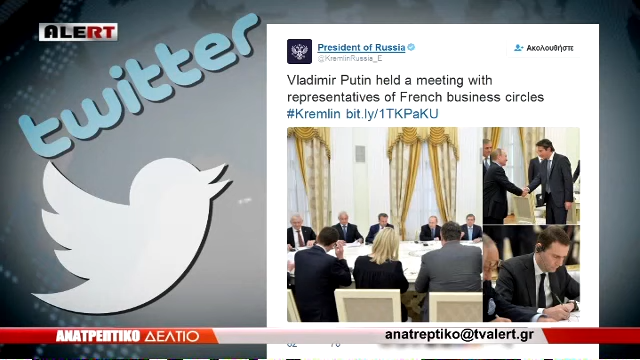 ALERT
twitter
President of Russia
@KremlinRussia_E
Ακολουθήστε
Vladimir Putin held a meeting with
representatives of French business circles
#Kremlin bit.ly/1TKPaKU
ΑΝΑΤΡΕΠΤΙΚΟ ΔΕΛΤΙΟ
anatreptiko@tvalert.gr